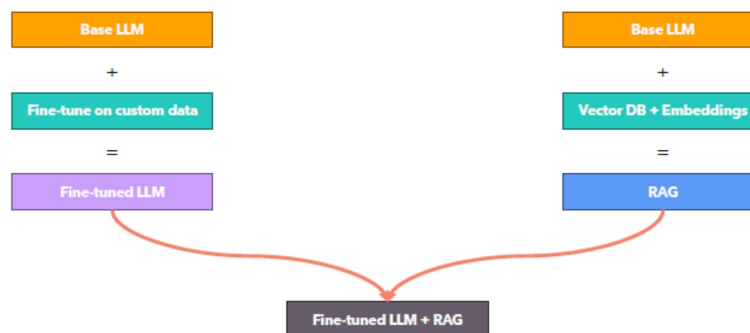 Base LLM
+
Fine-tune on custom data
=
Fine-tuned LLM
Base LLM
+
Vector DB + Embeddings
=
RAG
Fine-tuned LLM + RAG